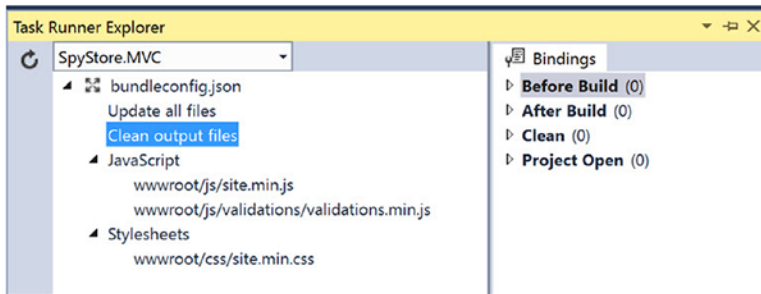 Task Runner Explorer
SpyStore.MVC
bundleconfig.json
Update all files
Clean output files
JavaScript
wwwroot/js/site.min.js
wwwroot/js/validations/validations.min.js
Stylesheets
wwwroot/css/site.min.css
Bindings
Before Build (0)
After Build (0)
Clean (0)
Project Open (0)